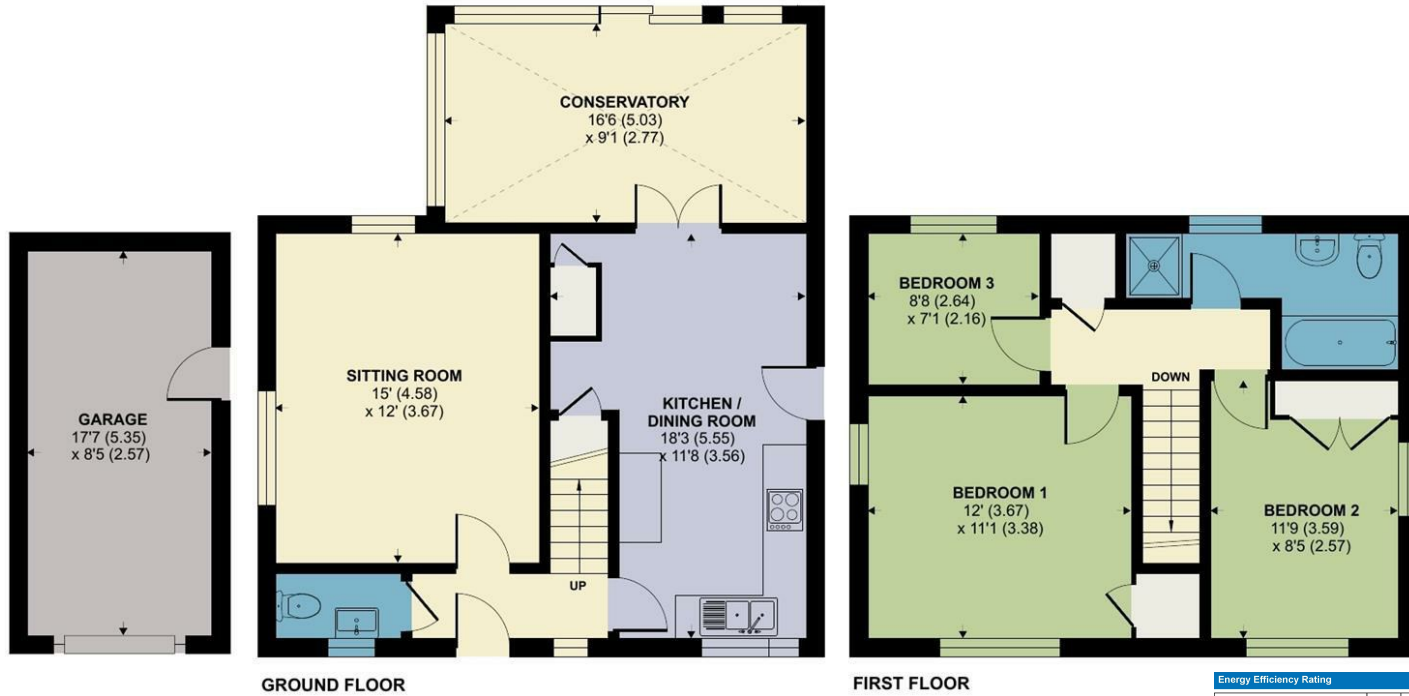 CONSERVATORY
16'6 (5.03)
x 9'1 (2.77)
GARAGE
17'7 (5.35)
x 8'5 (2.57)
SITTING ROOM
15' (4.58)
x 12' (3.67)
KITCHEN /
DINING ROOM
18'3 (5.55)
x 11'8 (3.56)
UP
GROUND FLOOR
BEDROOM 3
8'8 (2.64)
x 7'1 (2.16)
DOWN
BEDROOM 1
12' (3.67)
x 11'1 (3.38)
BEDROOM 2
11'9 (3.59)
x 8'5 (2.57)
FIRST FLOOR
Energy Efficiency Rating